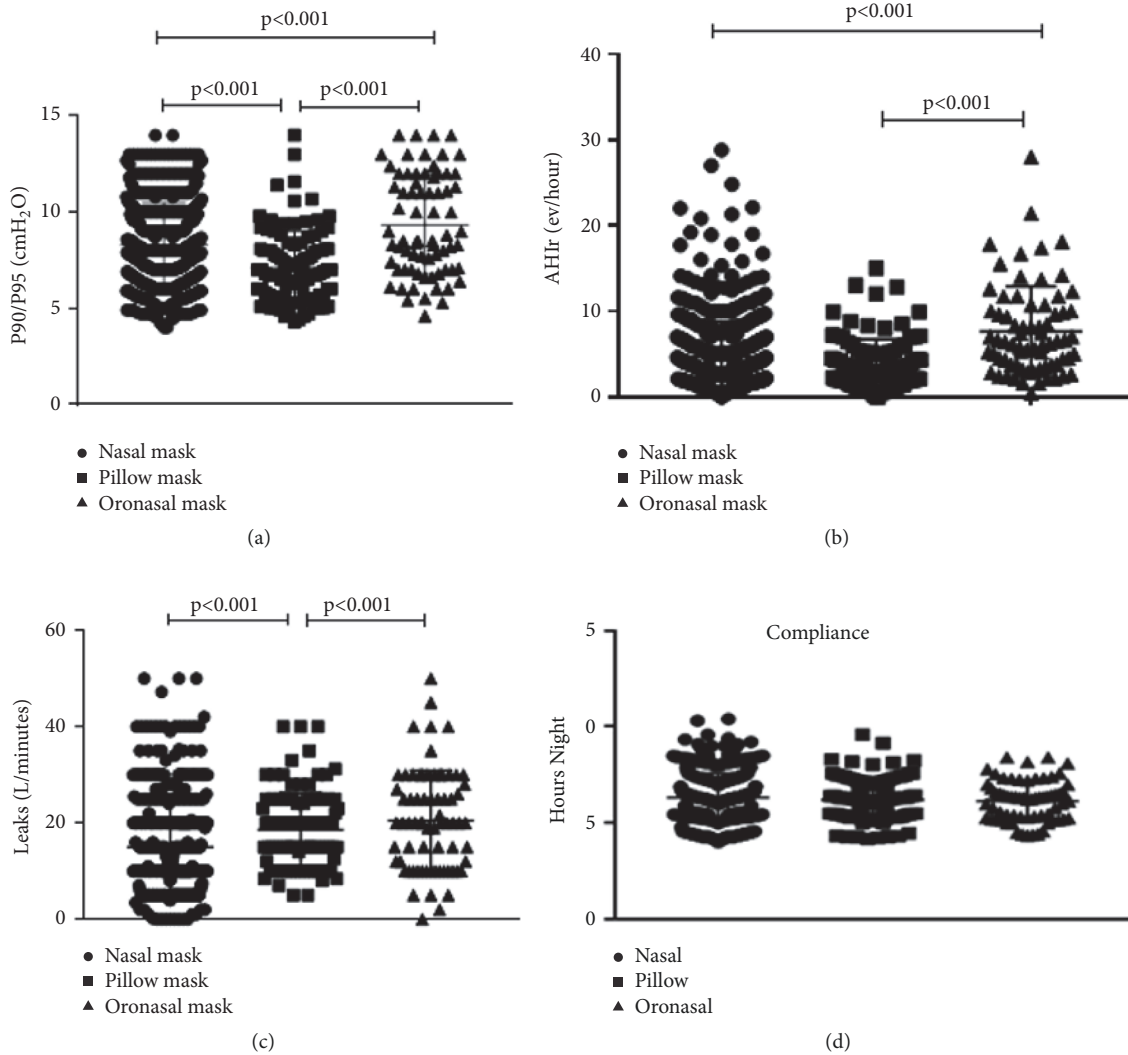 p<0.001
p<0.001
p<0.001
15
10
5
0
P90/P95 (cmH2O)
Nasal mask
Pillow mask
Oronasal mask
(a)
p<0.001
p<0.001
40
30
20
10
0
AHIr (ev/hour)
Nasal mask
Pillow mask
Oronasal mask
(b)
p<0.001
p<0.001
60
40
20
0
Leaks (L/minutes)
Nasal mask
Pillow mask
Oronasal mask
(c)
Compliance
5
0
5
0
Hours Night
Nasal
Pillow
Oronasal
(d)